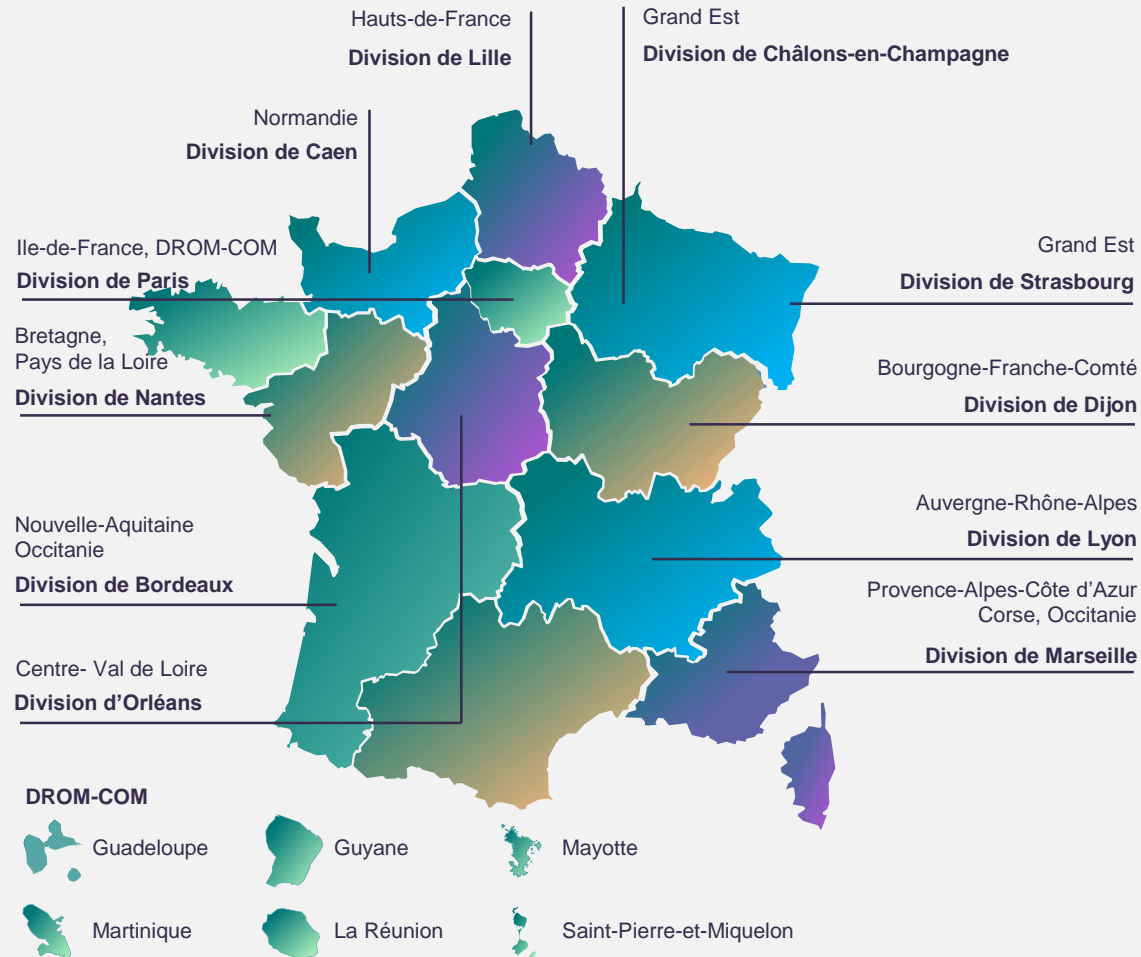 Hauts-de-France
Division de Lille
Grand Est
Division de Châlons-en-Champagne
Normandie
Division de Caen
Ile-de-France, DROM-COM
Division de Paris
Grand Est
Division de Strasbourg
Bretagne,
Pays de la Loire
Division de Nantes
Bourgogne-Franche-Comté
Division de Dijon
Nouvelle-Aquitaine
Occitanie
Division de Bordeaux
Auvergne-Rhône-Alpes
Division de Lyon
Provence-Alpes-Côte d’Azur
Corse, Occitanie
Division de Marseille
Centre- Val de Loire
Division d’Orléans
DROM-COM
Guadeloupe
Guyane
Mayotte
Martinique
La Réunion
Saint-Pierre-et-Miquelon